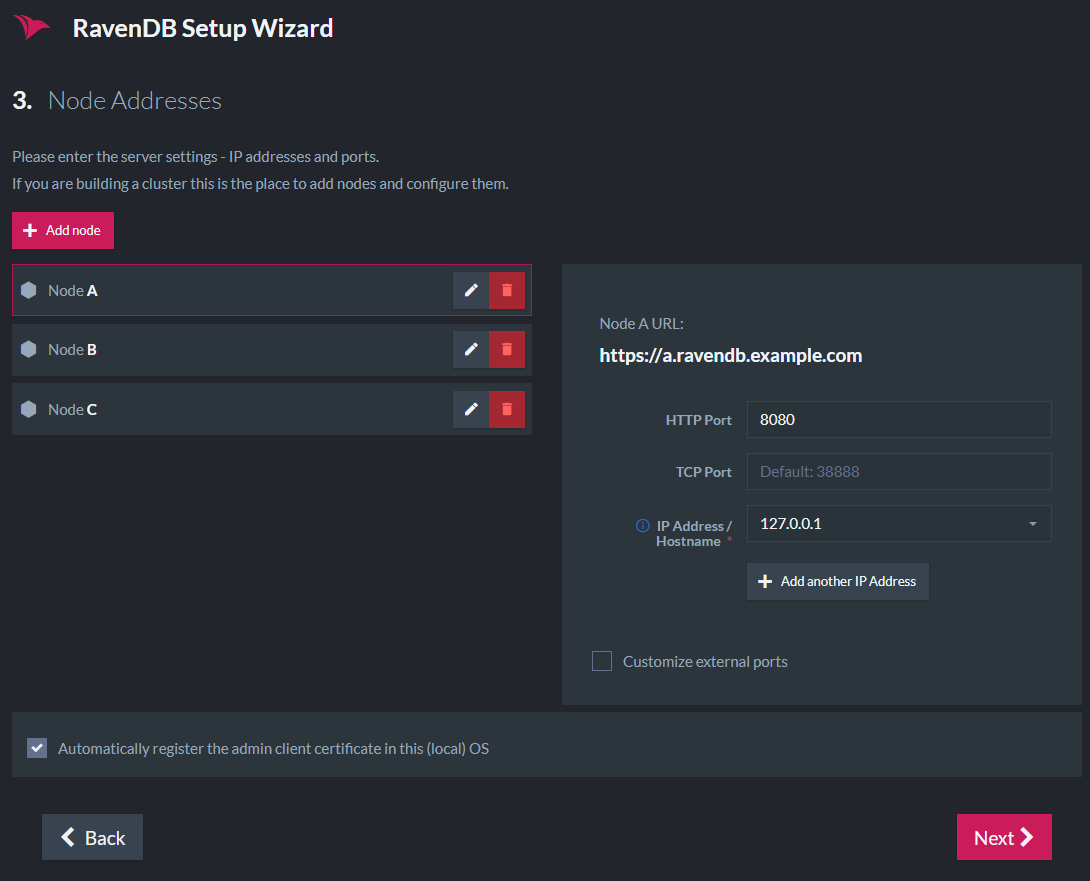 RavenDB Setup Wizard
3. Node Addresses
Please enter the server settings - IP addresses and ports.
If you are building a cluster this is the place to add nodes and configure them.
Add node
Node A
Node B
Node C
Node A URL:
https://a.ravendb.example.com
HTTP Port 8080
TCP Port Default: 38888
IP Address / 127.0.0.1
Hostname *
Add another IP Address
Customize external ports
Automatically register the admin client certificate in this (local) OS
Back
Next